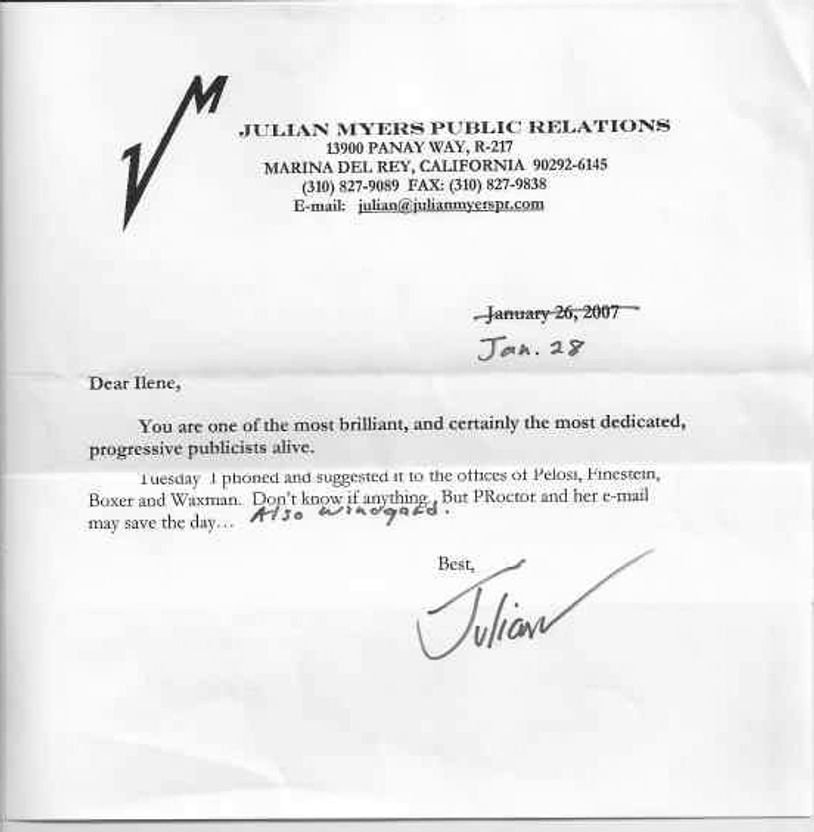 JULIAN MYERS PUBLIC RELATIONS
13900 PANAY WAY, R-217
MARINA DEL REY, CALIFORNIA 90292-6145
(310) 827-9089 FAX: (310) 827-9838
E-mail: julian@julianmyerspr.com
January 26, 2007
Jan. 28
Dear Ilene,
You are one of the most brilliant, and certainly the most dedicated,
progressive publicists alive.
Tuesday I phoned and suggested it to the offices of Pelosi, Finestein,
Boxer and Waxman. Don't know if anything. But PRoctor and her e-mail
may save the day... Also
Best,
Julian